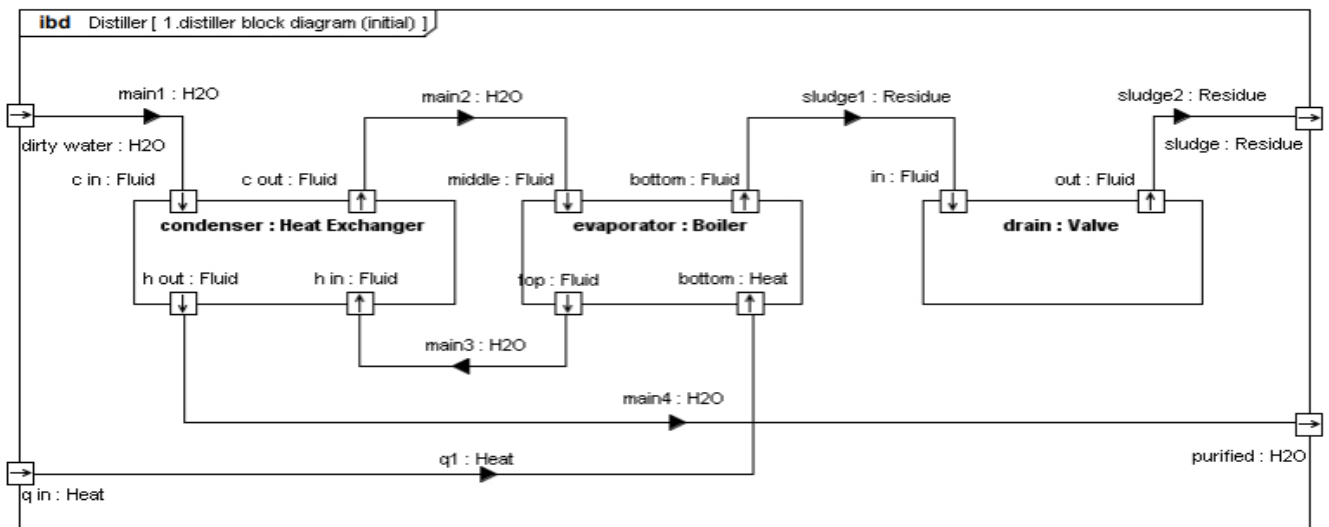 ibd Distiller [ 1.distiller block diagram (initial) ]
main1 : H2O
main2 : H2O
sludge1 : Residue
sludge2 : Residue
dirty water : H2O
sludge : Residue
c in : Fluid
c out : Fluid
middle : Fluid
bottom : Fluid
in : Fluid
out : Fluid
condenser : Heat Exchanger
evaporator : Boiler
drain : Valve
h out : Fluid
h in : Fluid
top : Fluid
bottom : Heat
main3 : H2O
main4 : H2O
q1 : Heat
purified : H2O
q in : Heat